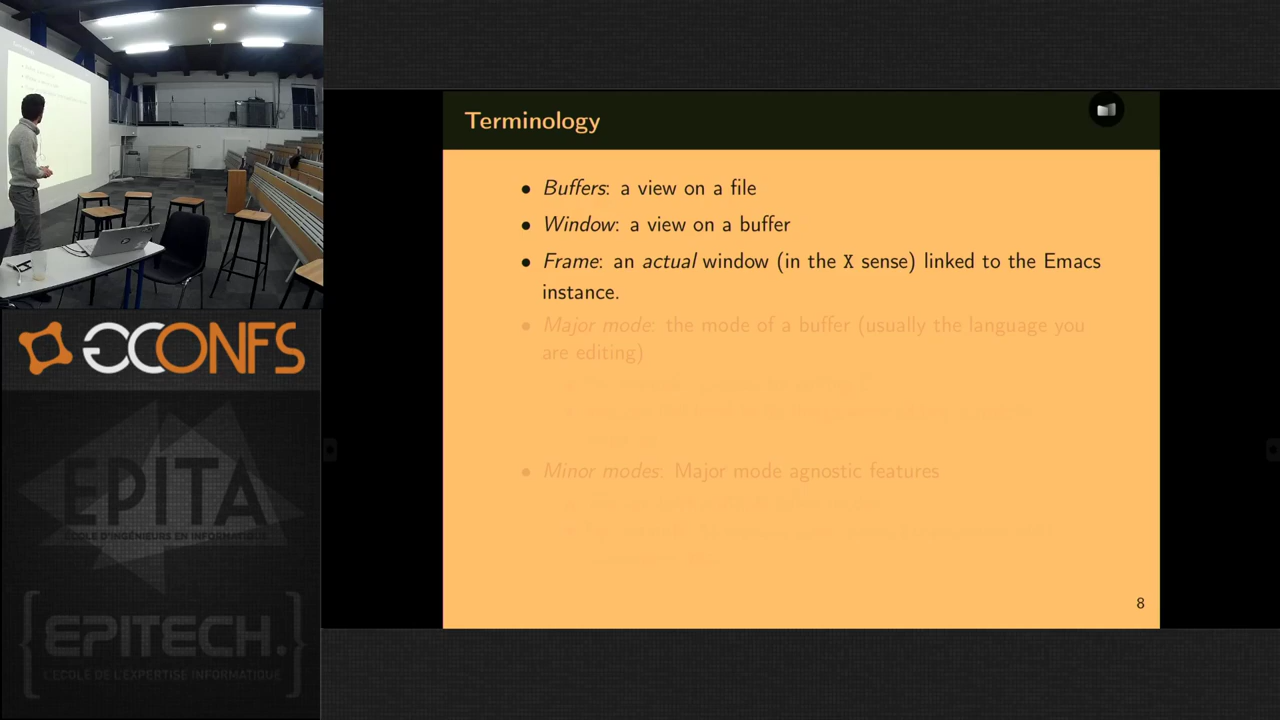 Terminology
• Buffers: a view on a file
• Window: a view on a buffer
• Frame: an actual window (in the X sense) linked to the Emacs
instance.
• Major mode: the mode of a buffer (usually the language you
are editing)
• Minor modes: Major mode agnostic features
8
GCONFS
EPITA
ÉCOLE D'INGÉNIEURS EN INFORMATIQUE
{EPITECH.}
L'ÉCOLE DE L'EXPERTISE INFORMATIQUE